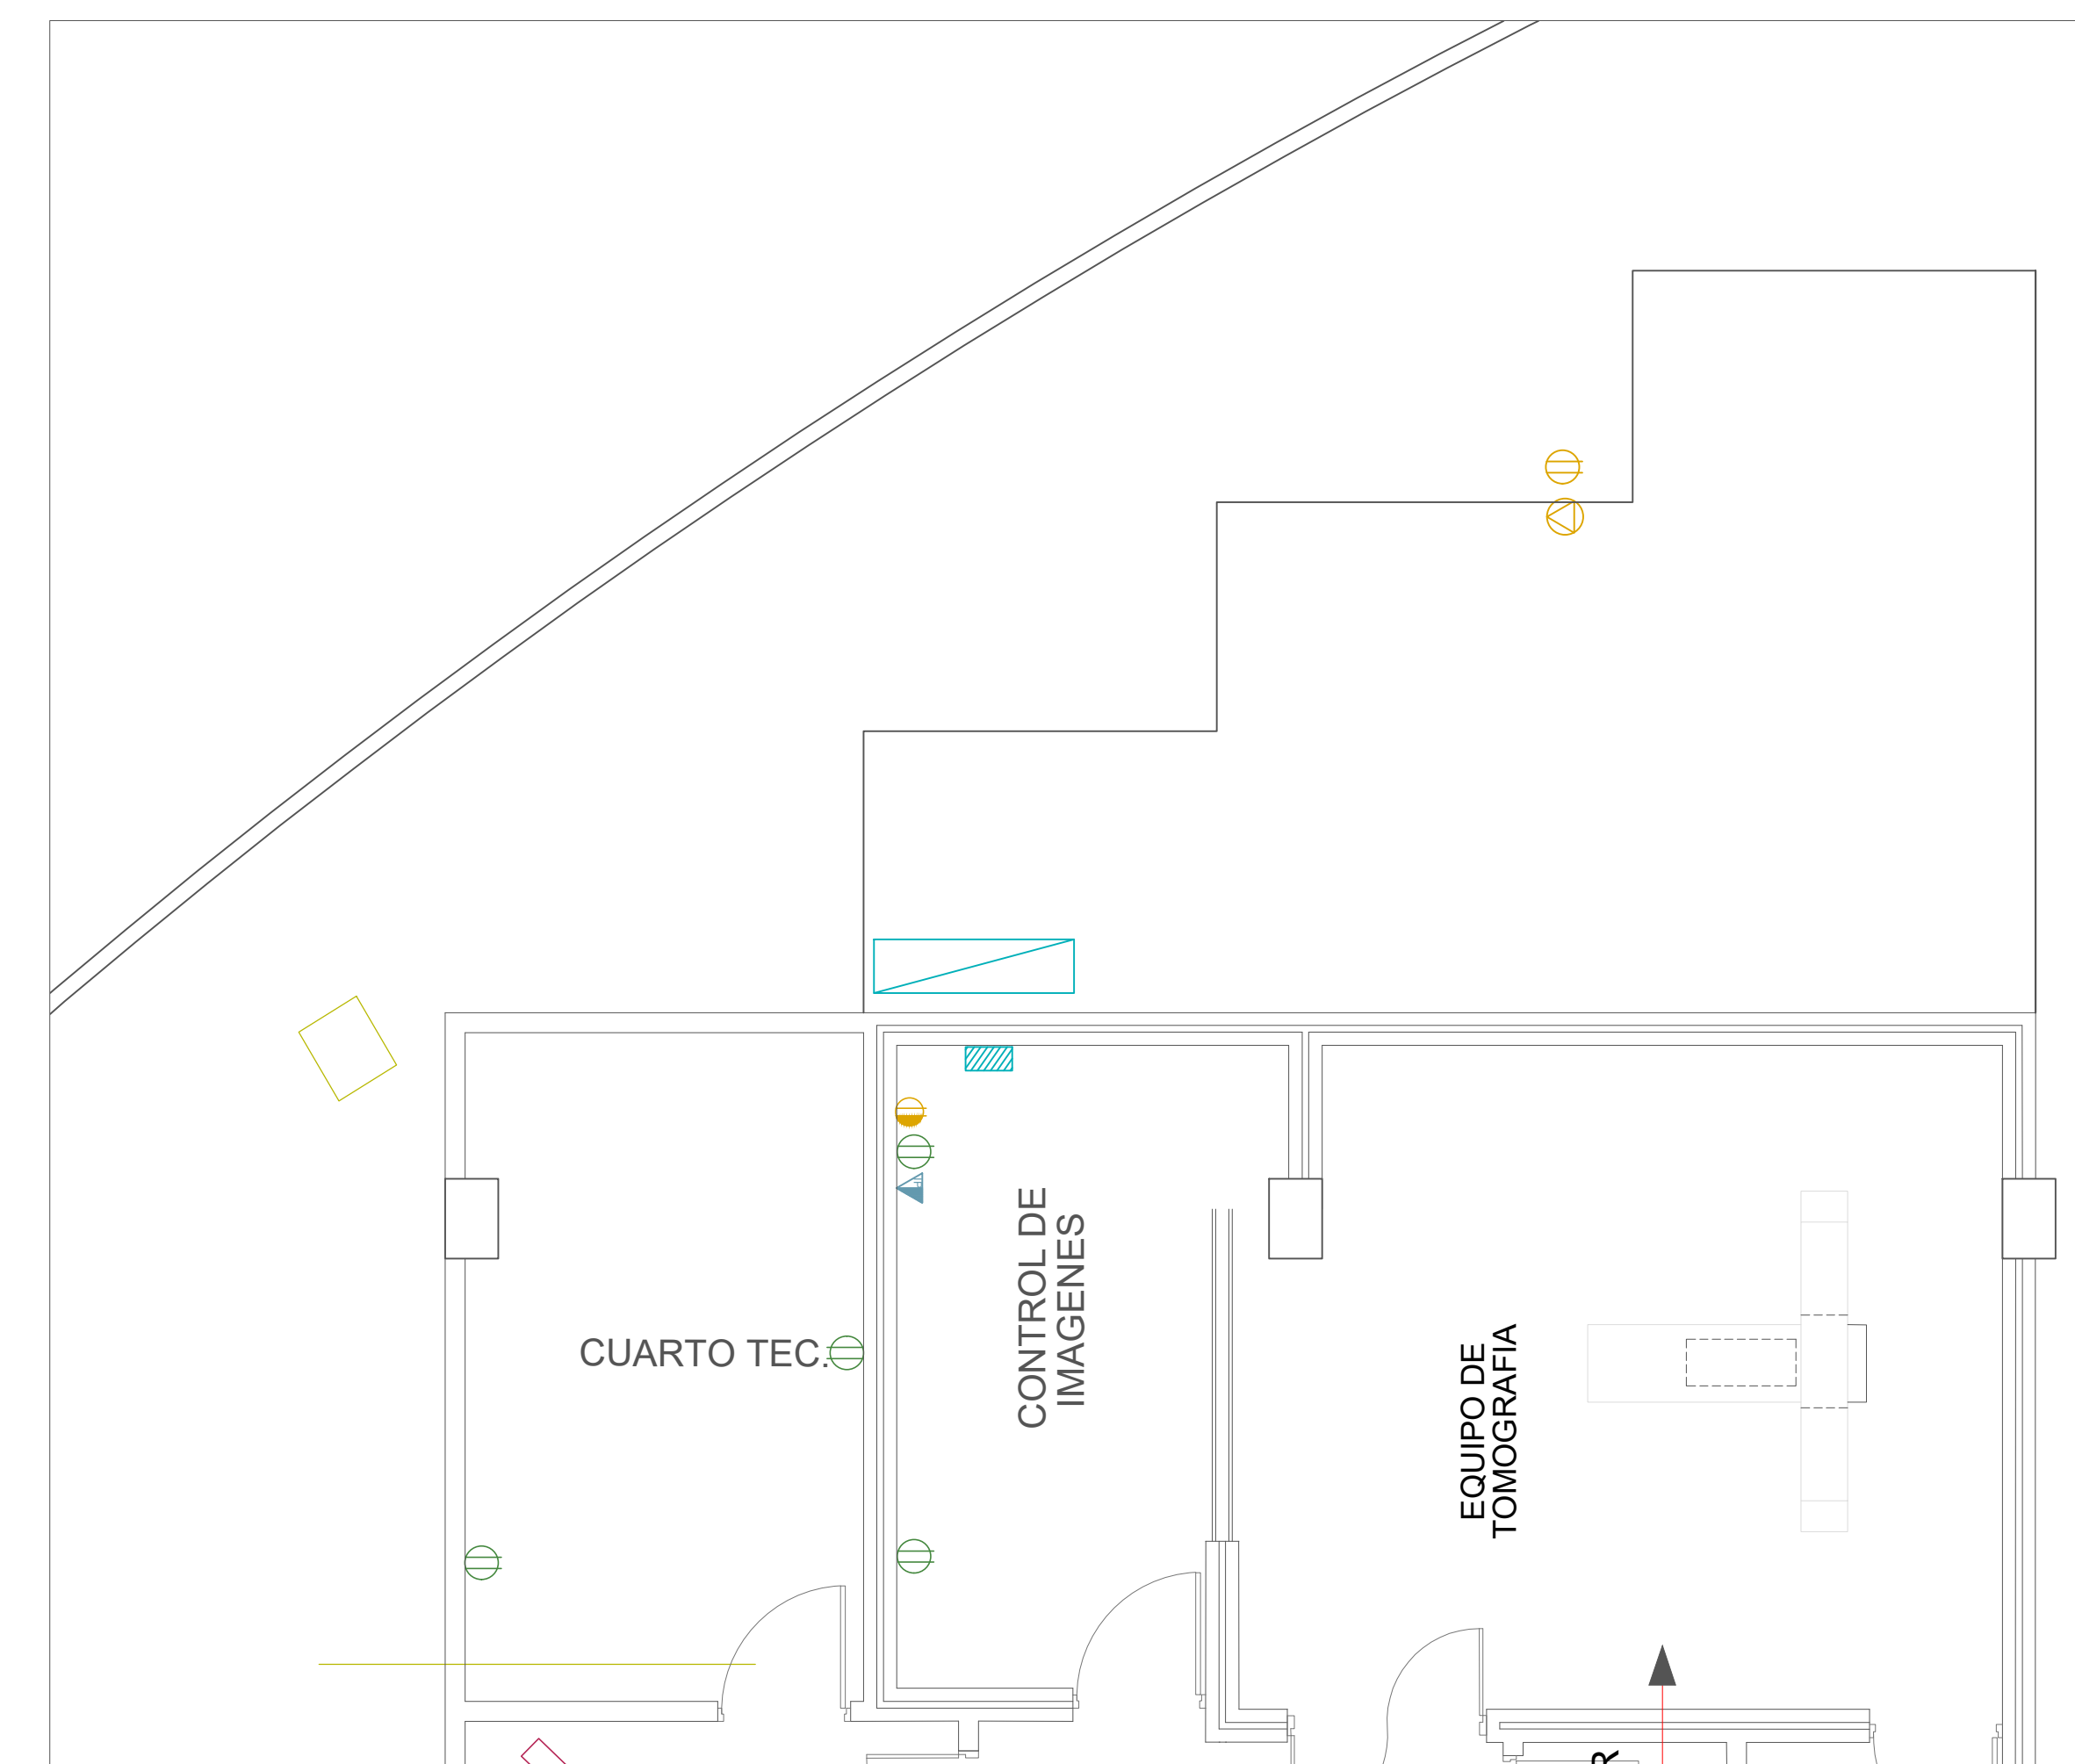 CUARTO TEC.
CONTROL DE
IMAGENES
EQUIPO DE
TOMOGRAFIA
R